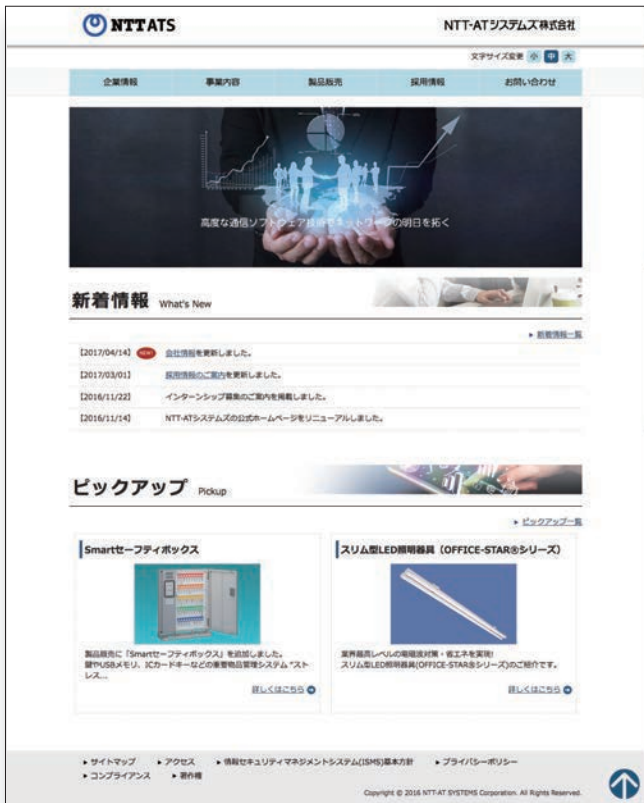 NTT ATS
NTT-ATシステムズ株式会社
文字サイズ変更 小 中 大
企業情報 事業内容 製品販売 採用情報 お問い合わせ
高度な通信ソフトウェア技術でネットワークの明日を拓く
新着情報 What's New
新着情報一覧
[2017/04/14] NEW! 会社情報を更新しました。
[2017/03/01] 採用情報のご案内を更新しました。
[2016/11/22] インターンシップ募集のご案内を掲載しました。
[2016/11/14] NTT-ATシステムズの公式ホームページをリニューアルしました。
ピックアップ Pickup
ピックアップ一覧
Smartセーフティボックス
製品販売に「Smartセーフティボックス」を追加しました。
鍵やUSBメモリ、ICカードキーなどの重要物品管理システム "スト
レス...
詳しくはこちら
スリム型LED照明器具（OFFICE-STAR®シリーズ）
業界最高レベルの電磁波対策・省エネを実現!
スリム型LED照明器具(OFFICE-STAR®シリーズ)のご紹介です。
詳しくはこちら
サイトマップ アクセス 情報セキュリティマネジメントシステム(ISMS)基本方針 プライバシーポリシー
コンプライアンス 著作権
Copyright © 2016 NTT-AT SYSTEMS Corporation. All Rights Reserved.